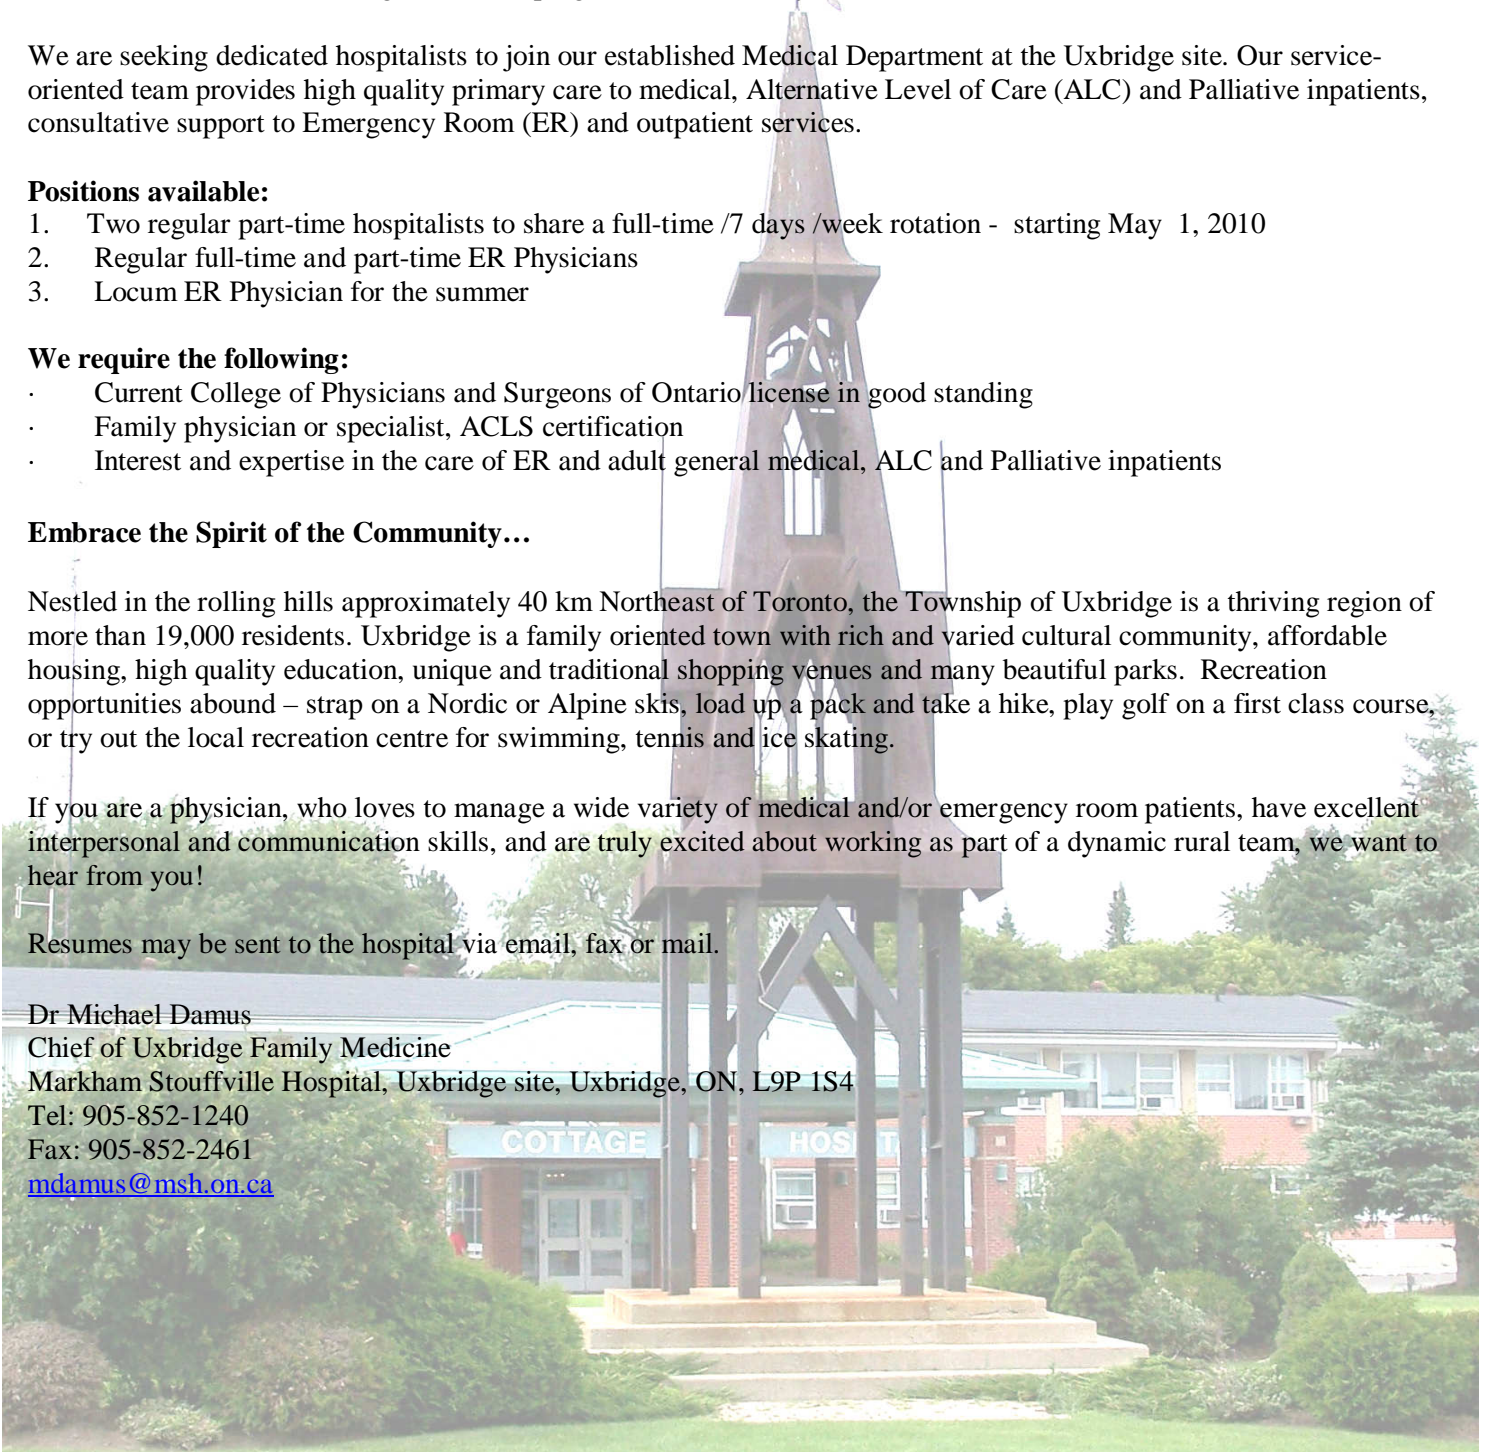 We are seeking dedicated hospitalists to join our established Medical Department at the Uxbridge site. Our service-
oriented team provides high quality primary care to medical, Alternative Level of Care (ALC) and Palliative inpatients,
consultative support to Emergency Room (ER) and outpatient services.
Positions available:
1. Two regular part-time hospitalists to share a full-time /7 days /week rotation - starting May 1, 2010
2. Regular full-time and part-time ER Physicians
3. Locum ER Physician for the summer
We require the following:
· Current College of Physicians and Surgeons of Ontario license in good standing
· Family physician or specialist, ACLS certification
· Interest and expertise in the care of ER and adult general medical, ALC and Palliative inpatients
Embrace the Spirit of the Community…
Nestled in the rolling hills approximately 40 km Northeast of Toronto, the Township of Uxbridge is a thriving region of
more than 19,000 residents. Uxbridge is a family oriented town with rich and varied cultural community, affordable
housing, high quality education, unique and traditional shopping venues and many beautiful parks. Recreation
opportunities abound – strap on a Nordic or Alpine skis, load up a pack and take a hike, play golf on a first class course,
or try out the local recreation centre for swimming, tennis and ice skating.
If you are a physician, who loves to manage a wide variety of medical and/or emergency room patients, have excellent
interpersonal and communication skills, and are truly excited about working as part of a dynamic rural team, we want to
hear from you!
Resumes may be sent to the hospital via email, fax or mail.
Dr Michael Damus
Chief of Uxbridge Family Medicine
Markham Stouffville Hospital, Uxbridge site, Uxbridge, ON, L9P 1S4
Tel: 905-852-1240
Fax: 905-852-2461
mdamus@msh.on.ca
COTTAGE